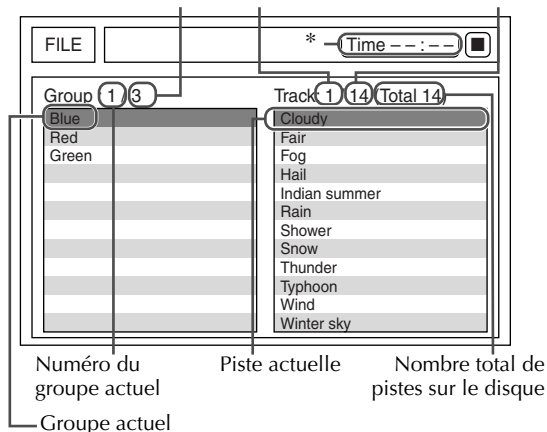 FILE
* Time – – : – –
Group : 1 / 3
Track: 1 / 14 (Total 14)
Blue
Red
Green
Cloudy
Fair
Fog
Hail
Indian summer
Rain
Shower
Snow
Thunder
Typhoon
Wind
Winter sky
Numéro du
groupe actuel
Piste actuelle
Nombre total de
pistes sur le disque
Groupe actuel